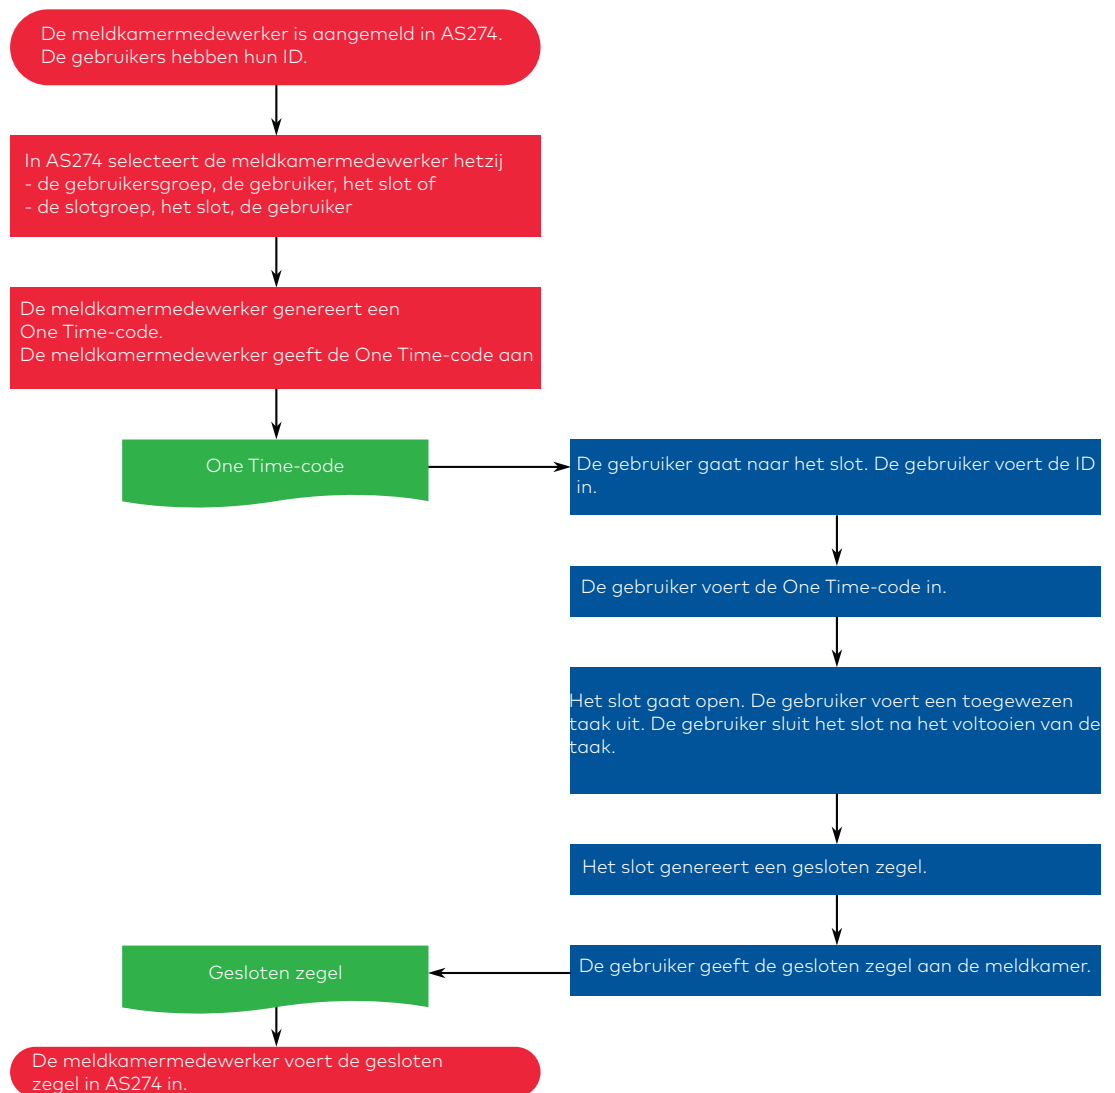 De meldkamermedewerker is aangemeld in AS274.
De gebruikers hebben hun ID.
In AS274 selecteert de meldkamermedewerker hetzij
- de gebruikersgroep, de gebruiker, het slot of
- de slotgroep, het slot, de gebruiker
De meldkamermedewerker genereert een
One Time-code.
De meldkamermedewerker geeft de One Time-code aan
One Time-code
De gebruiker gaat naar het slot. De gebruiker voert de ID
in.
De gebruiker voert de One Time-code in.
Het slot gaat open. De gebruiker voert een toegewezen
taak uit. De gebruiker sluit het slot na het voltooien van de
taak.
Het slot genereert een gesloten zegel.
De gebruiker geeft de gesloten zegel aan de meldkamer.
Gesloten zegel
De meldkamermedewerker voert de gesloten
zegel in AS274 in.